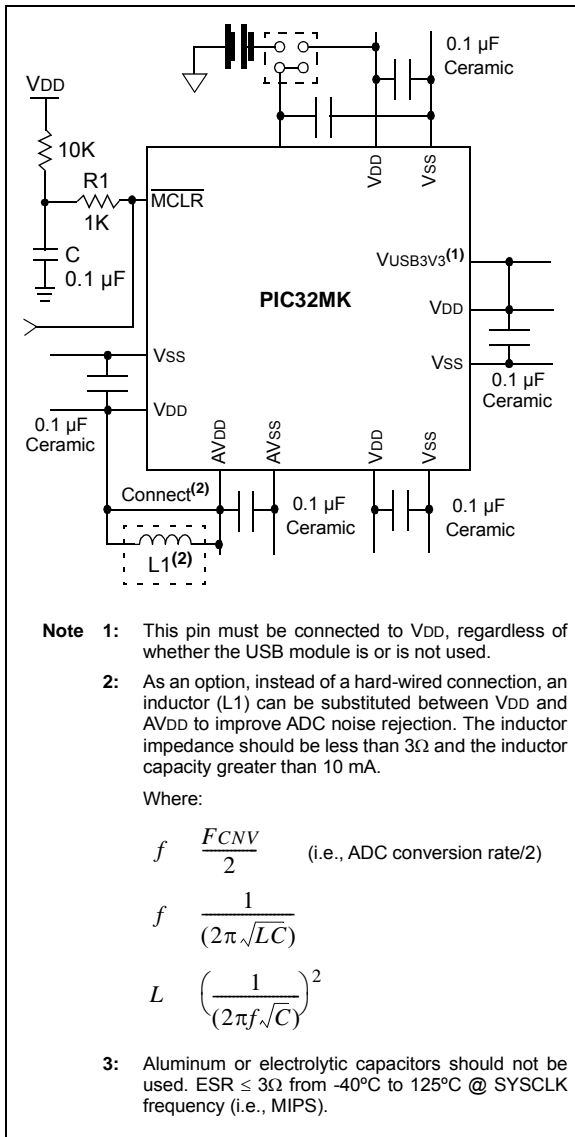 0.1 µF
Ceramic
VDD
10K
R1
1K
MCLR
C
0.1 µF
VDD
VSS
VUSB3V3(1)
PIC32MK
VDD
VSS
0.1 µF
Ceramic
VSS
VDD
0.1 µF
Ceramic
AVDD
AVSS
VDD
VSS
Connect(2)
L1(2)
0.1 µF
Ceramic
0.1 µF
Ceramic
Note 1: This pin must be connected to VDD, regardless of
whether the USB module is or is not used.
2: As an option, instead of a hard-wired connection, an
inductor (L1) can be substituted between VDD and
AVDD to improve ADC noise rejection. The inductor
impedance should be less than 3Ω and the inductor
capacity greater than 10 mA.
Where:
f FCNV/2 (i.e., ADC conversion rate/2)
f 1/(2π√LC)
L (1/(2πf√C))²
3: Aluminum or electrolytic capacitors should not be
used. ESR ≤ 3Ω from -40ºC to 125ºC @ SYSCLK
frequency (i.e., MIPS).